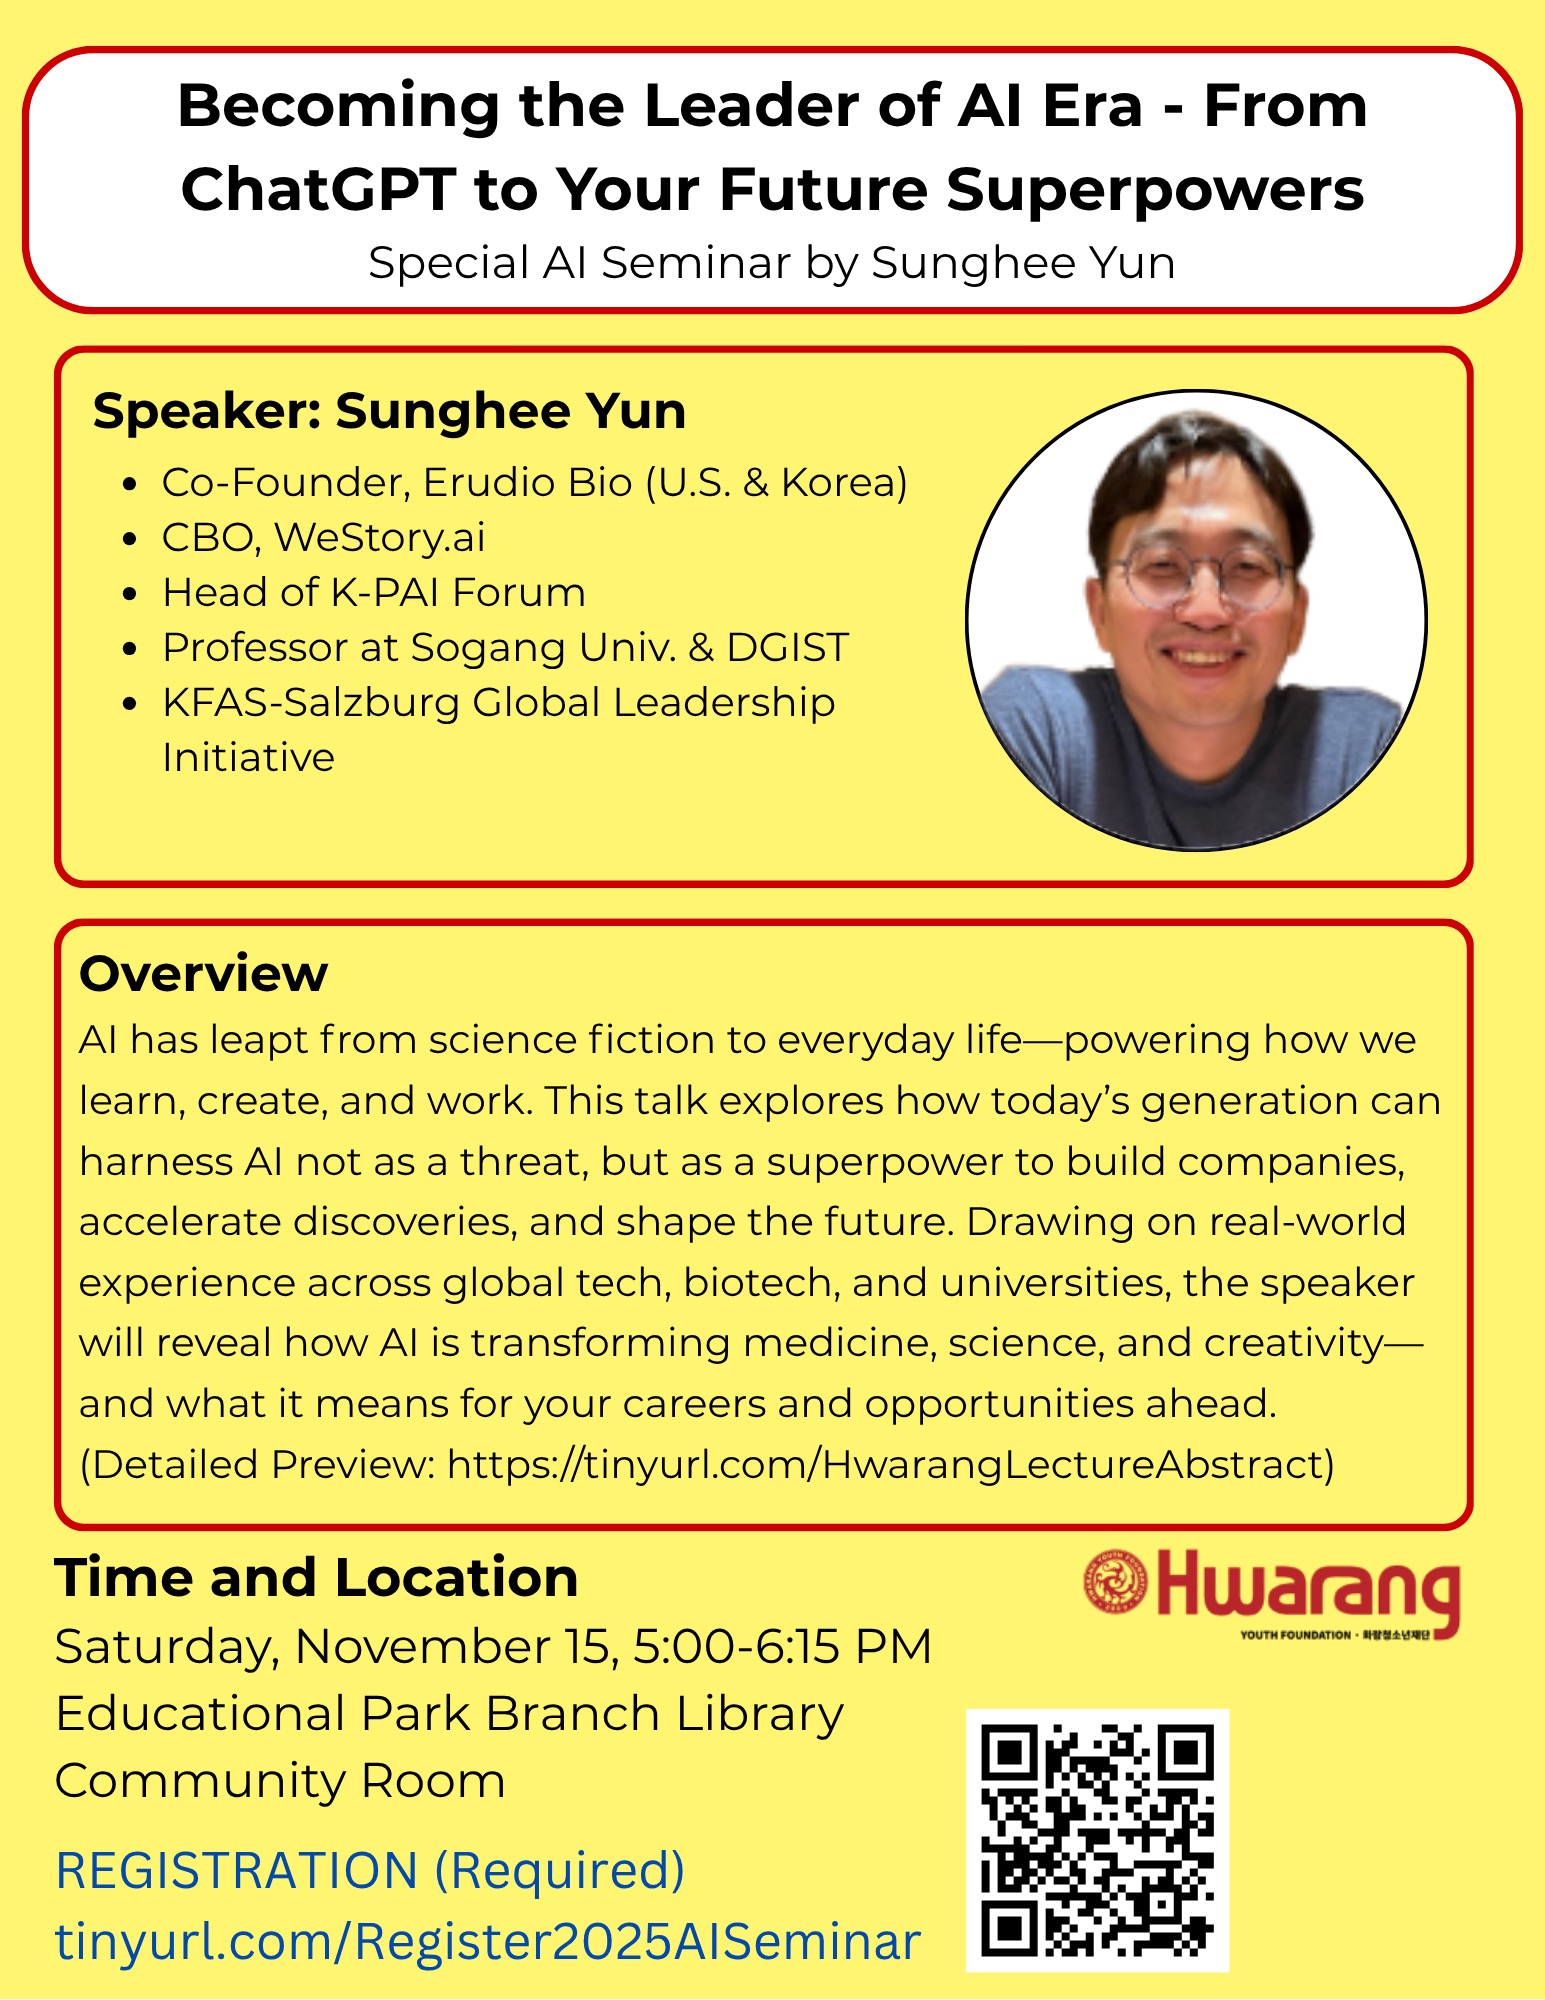 Becoming the Leader of AI Era - From
ChatGPT to Your Future Superpowers
Special AI Seminar by Sunghee Yun
Speaker: Sunghee Yun
• Co-Founder, Erudio Bio (U.S. & Korea)
• CBO, WeStory.ai
• Head of K-PAI Forum
• Professor at Sogang Univ. & DGIST
• KFAS-Salzburg Global Leadership
Initiative
Overview
AI has leapt from science fiction to everyday life—powering how we
learn, create, and work. This talk explores how today’s generation can
harness AI not as a threat, but as a superpower to build companies,
accelerate discoveries, and shape the future. Drawing on real-world
experience across global tech, biotech, and universities, the speaker
will reveal how AI is transforming medicine, science, and creativity—
and what it means for your careers and opportunities ahead.
(Detailed Preview: https://tinyurl.com/HwarangLectureAbstract)
Time and Location
Saturday, November 15, 5:00-6:15 PM
Educational Park Branch Library
Community Room
REGISTRATION (Required)
tinyurl.com/Register2025AISeminar
Hwarang
YOUTH FOUNDATION · 화랑청소년재단